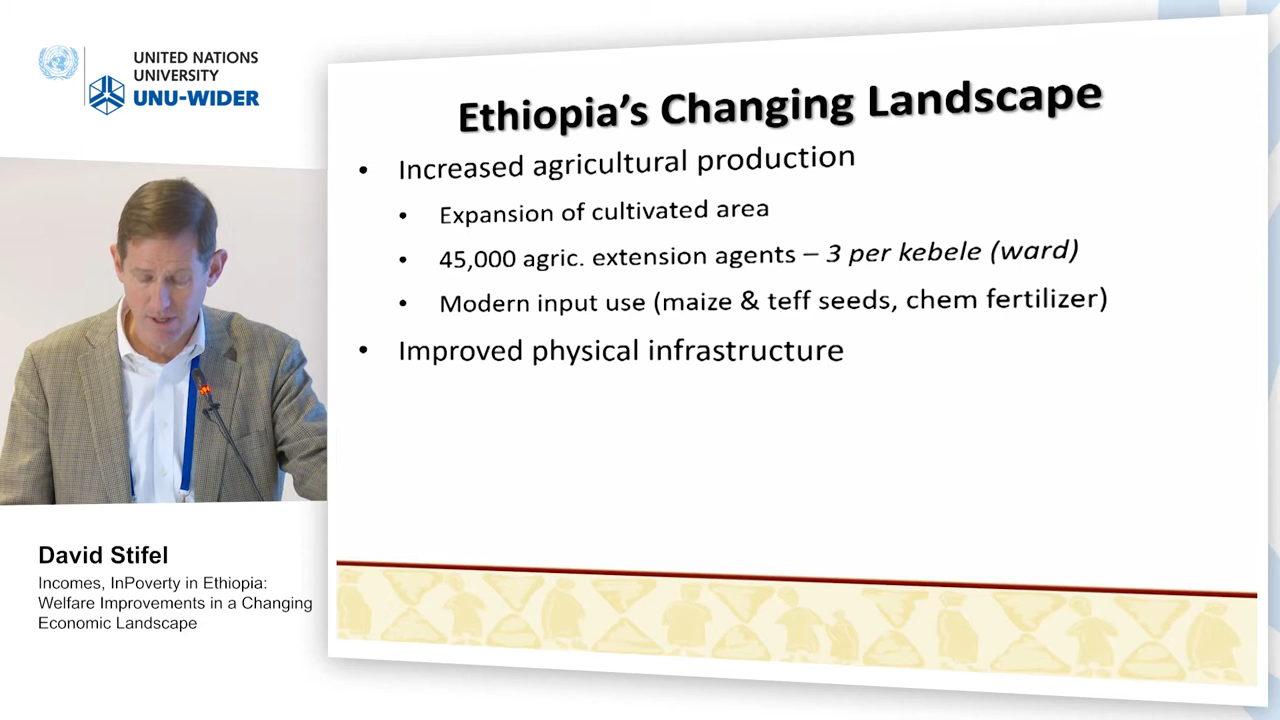 UNITED NATIONS
UNIVERSITY
UNU-WIDER
Ethiopia's Changing Landscape
• Increased agricultural production
• Expansion of cultivated area
• 45,000 agric. extension agents – 3 per kebele (ward)
• Modern input use (maize & teff seeds, chem fertilizer)
• Improved physical infrastructure
David Stifel
Incomes, InPoverty in Ethiopia:
Welfare Improvements in a Changing
Economic Landscape